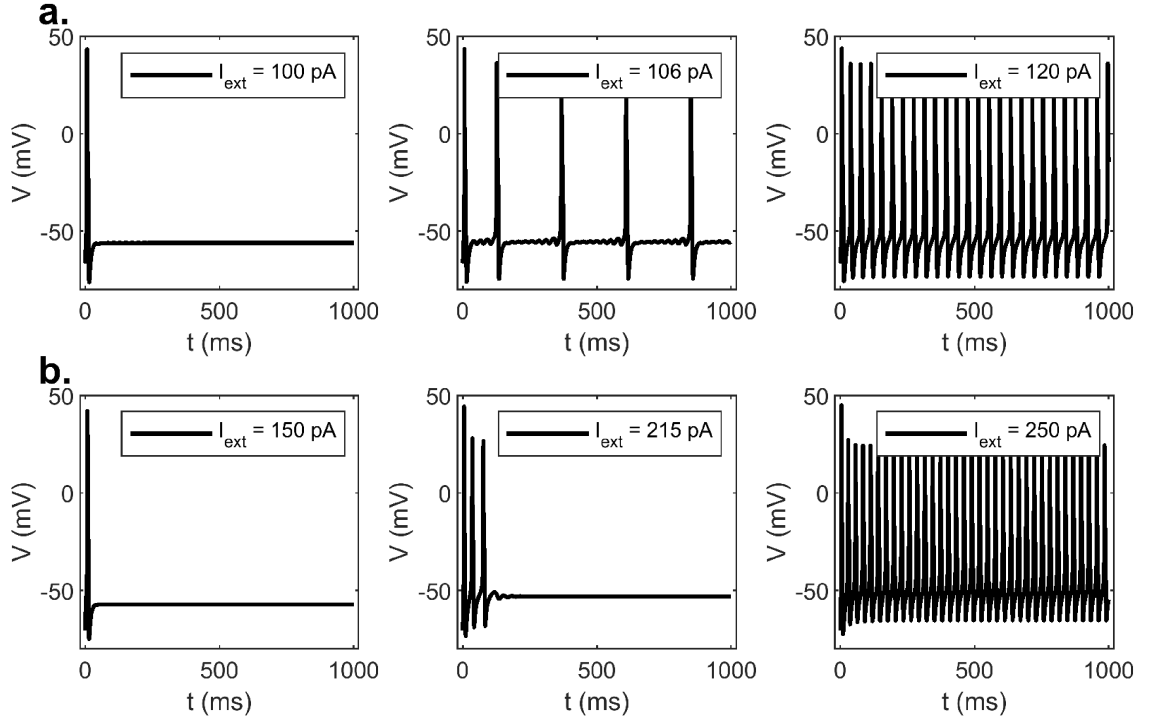 a.
50
0
-50
V (mV)
0
500
1000
t (ms)
I_ext = 100 pA
50
0
-50
V (mV)
0
500
1000
t (ms)
I_ext = 106 pA
50
0
-50
V (mV)
0
500
1000
t (ms)
I_ext = 120 pA
b.
50
0
-50
V (mV)
0
500
1000
t (ms)
I_ext = 150 pA
50
0
-50
V (mV)
0
500
1000
t (ms)
I_ext = 215 pA
50
0
-50
V (mV)
0
500
1000
t (ms)
I_ext = 250 pA